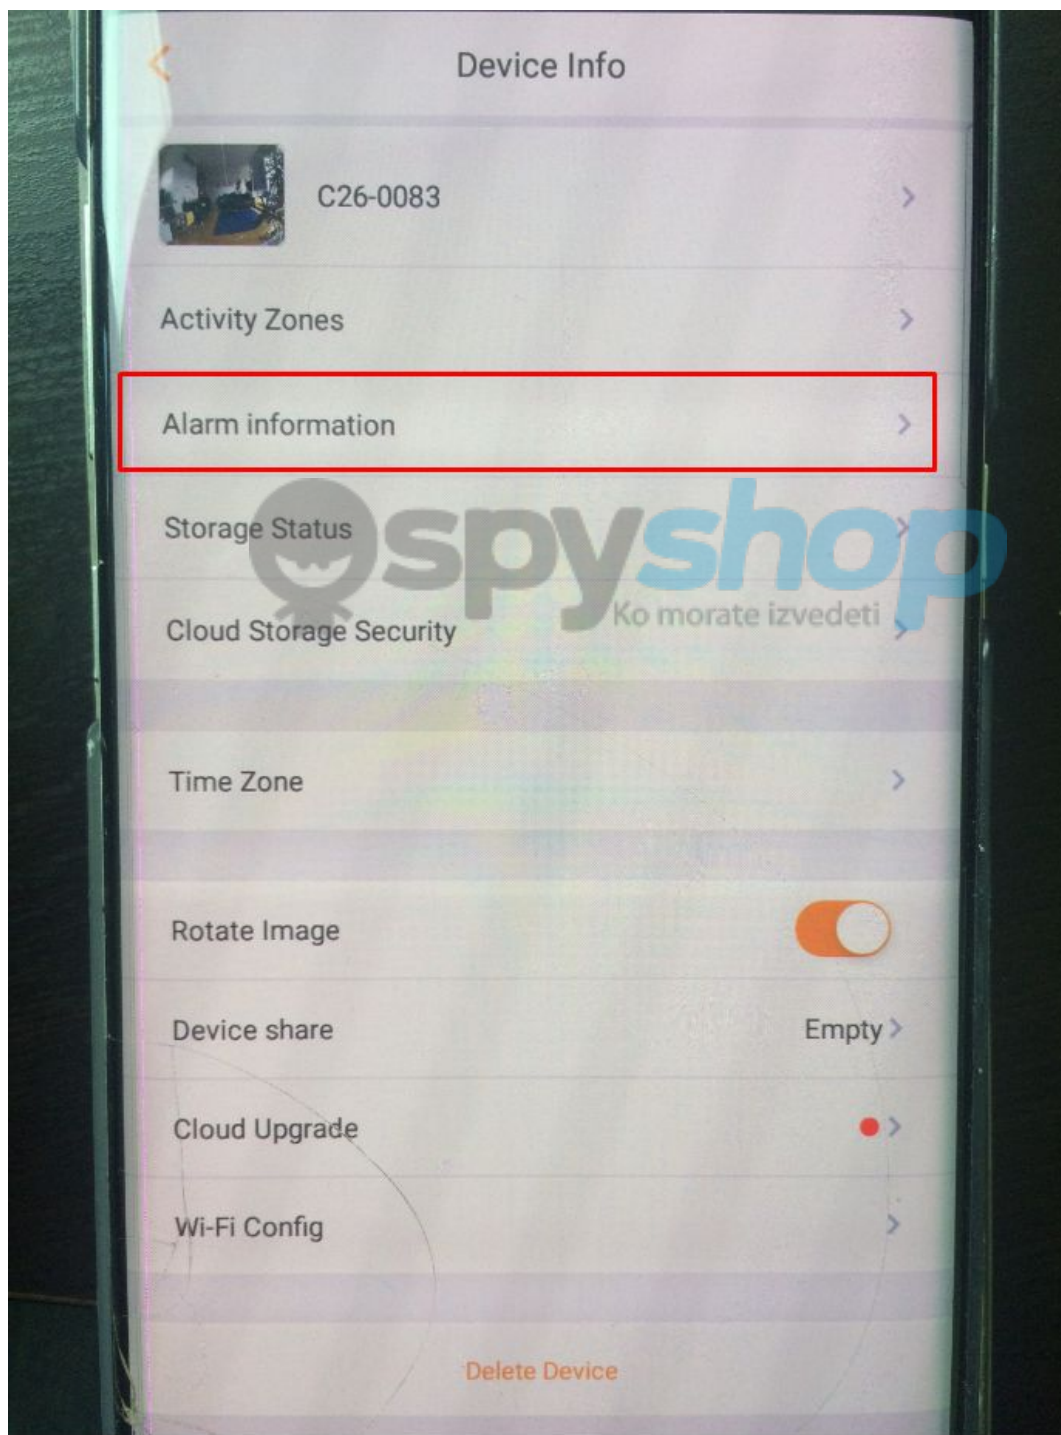 Device Info
C26-0083
Activity Zones
Alarm information
Storage Status
spyshop
Ko morate izvedeti
Cloud Storage Security
Time Zone
Rotate Image
Device share Empty
Cloud Upgrade
Wi-Fi Config
Delete Device